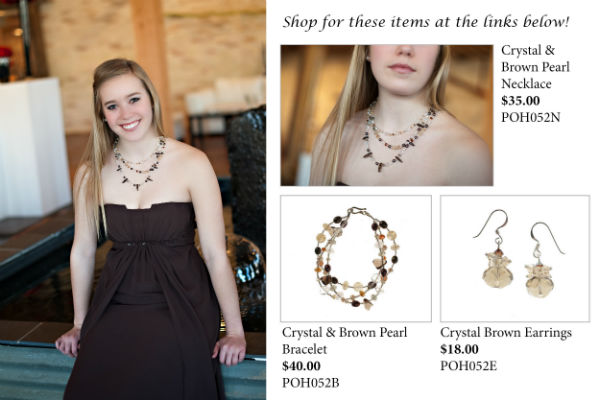 Shop for these items at the links below!
Crystal &
Brown Pearl
Necklace
$35.00
POH052N
Crystal & Brown Pearl
Bracelet
$40.00
POH052B
Crystal Brown Earrings
$18.00
POH052E